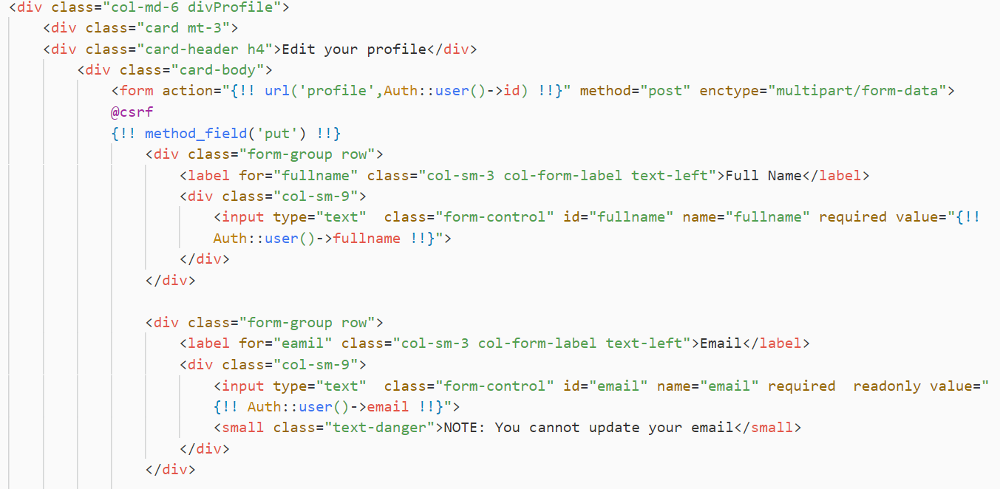 <div class="col-md-6 divProfile">
<div class="card mt-3">
<div class="card-header h4">Edit your profile</div>
<div class="card-body">
<form action="{!! url('profile',Auth::user()->id) !!}" method="post" enctype="multipart/form-data">
@csrf
{!! method_field('put') !!}
<div class="form-group row">
<label for="fullname" class="col-sm-3 col-form-label text-left">Full Name</label>
<div class="col-sm-9">
<input type="text"  class="form-control" id="fullname" name="fullname" required value="{!!
Auth::user()->fullname !!}">
</div>
</div>
<div class="form-group row">
<label for="eamil" class="col-sm-3 col-form-label text-left">Email</label>
<div class="col-sm-9">
<input type="text"  class="form-control" id="email" name="email" required  readonly value="
{!! Auth::user()->email !!}">
<small class="text-danger">NOTE: You cannot update your email</small>
</div>
</div>